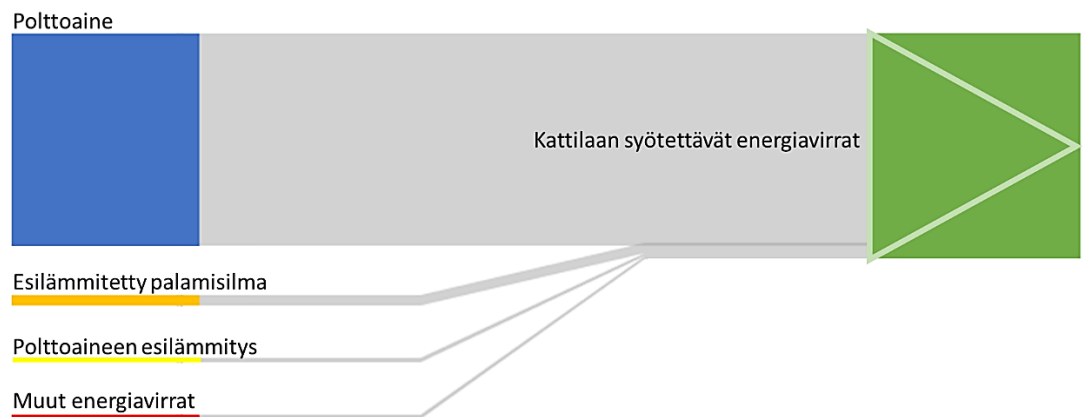 Polttoaine
Kattilaan syötettävät energiavirrat
Esilämmitetty palamisilma
Polttoaineen esilämmitys
Muut energiavirrat